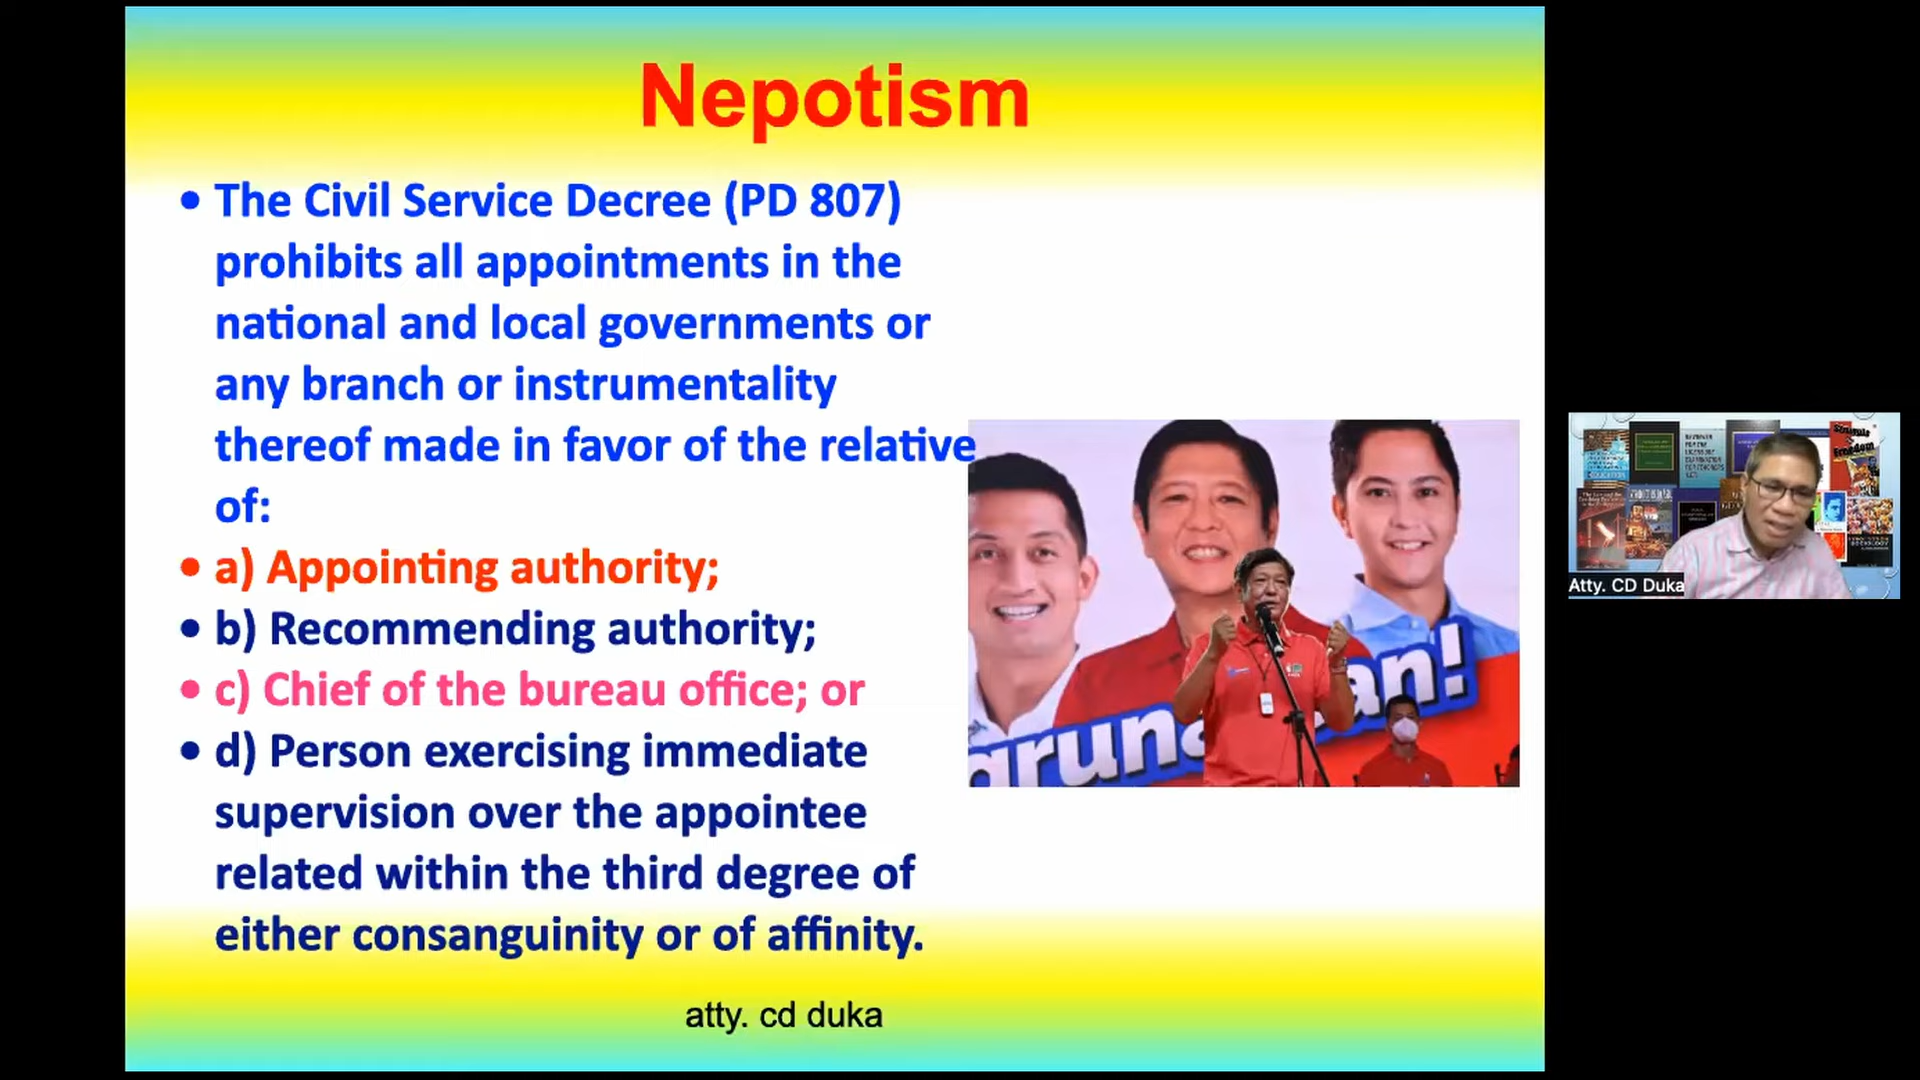 Nepotism
• The Civil Service Decree (PD 807)
prohibits all appointments in the
national and local governments or
any branch or instrumentality
thereof made in favor of the relative
of:
• a) Appointing authority;
• b) Recommending authority;
• c) Chief of the bureau office; or
• d) Person exercising immediate
supervision over the appointee
related within the third degree of
either consanguinity or of affinity.
atty. cd duka
an!
Atty. CD Duka